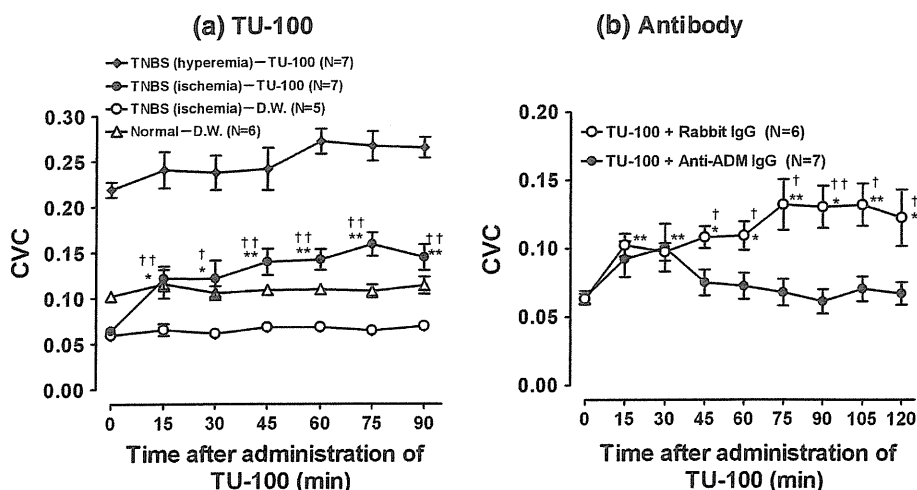 (a) TU-100
TNBS (hyperemia)—TU-100 (N=7)
TNBS (ischemia)—TU-100 (N=7)
TNBS (ischemia)—D.W. (N=5)
Normal—D.W. (N=6)
0.30
0.25
0.20
0.15
0.10
0.05
0.00
CVC
††
*
†
*
††
**
††
**
††
**
††
**
0 15 30 45 60 75 90
Time after administration of
TU-100 (min)
(b) Antibody
TU-100 + Rabbit IgG (N=6)
TU-100 + Anti-ADM IgG (N=7)
0.20
0.15
0.10
0.05
0.00
CVC
**
**
†
*
†
*
†
**
††
*
†
**
†
*
0 15 30 45 60 75 90 105 120
Time after administration of
TU-100 (min)